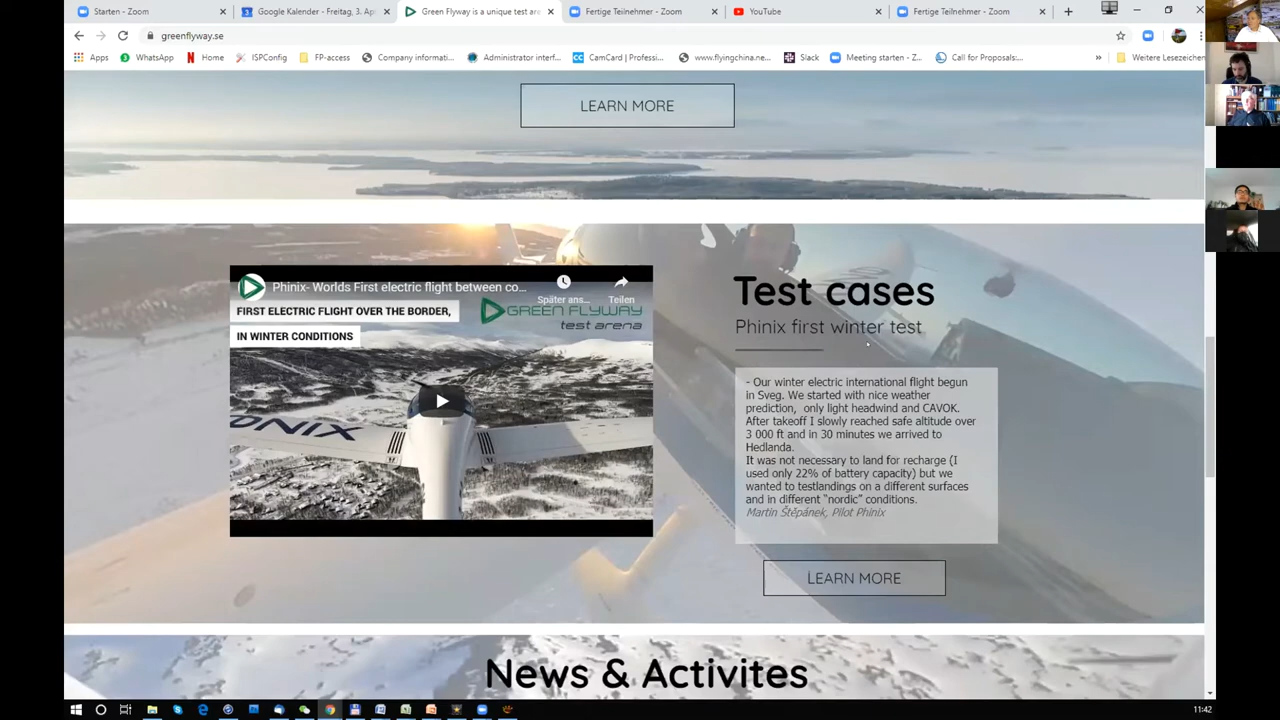 Starten - Zoom
Google Kalender - Freitag, 3. Ap
Green Flyway is a unique test are
Fertige Teilnehmer - Zoom
YouTube
Fertige Teilnehmer - Zoom
greenflyway.se
Apps
WhatsApp
Home
ISPConfig
FP-access
Company informati...
Administrator interf...
CamCard | Professi...
www.flyingchina.ne...
Slack
Meeting starten - Z...
Call for Proposals:...
»
Weitere Lesezeichen
LEARN MORE
Phinix- Worlds First electric flight between co...
Später ans...
Teilen
FIRST ELECTRIC FLIGHT OVER THE BORDER,
IN WINTER CONDITIONS
GREEN FLYWAY
test arena
Test cases
Phinix first winter test
- Our winter electric international flight begun
in Sveg. We started with nice weather
prediction, only light headwind and CAVOK.
After takeoff I slowly reached safe altitude over
3 000 ft and in 30 minutes we arrived to
Hedlanda.
It was not necessary to land for recharge (I
used only 22% of battery capacity) but we
wanted to testlandings on a different surfaces
and in different “nordic” conditions.
Martin Štěpánek, Pilot Phinix
LEARN MORE
News & Activites
11:42